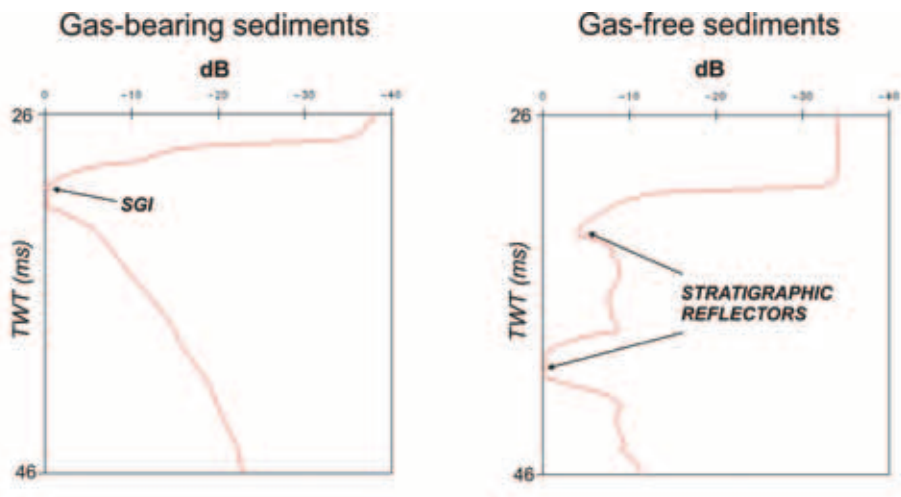 Gas-bearing sediments
dB
0 -10 -20 -30 -40
26
SGI
TWT (ms)
46
Gas-free sediments
dB
0 -10 -20 -30 -40
26
STRATIGRAPHIC
REFLECTORS
TWT (ms)
46